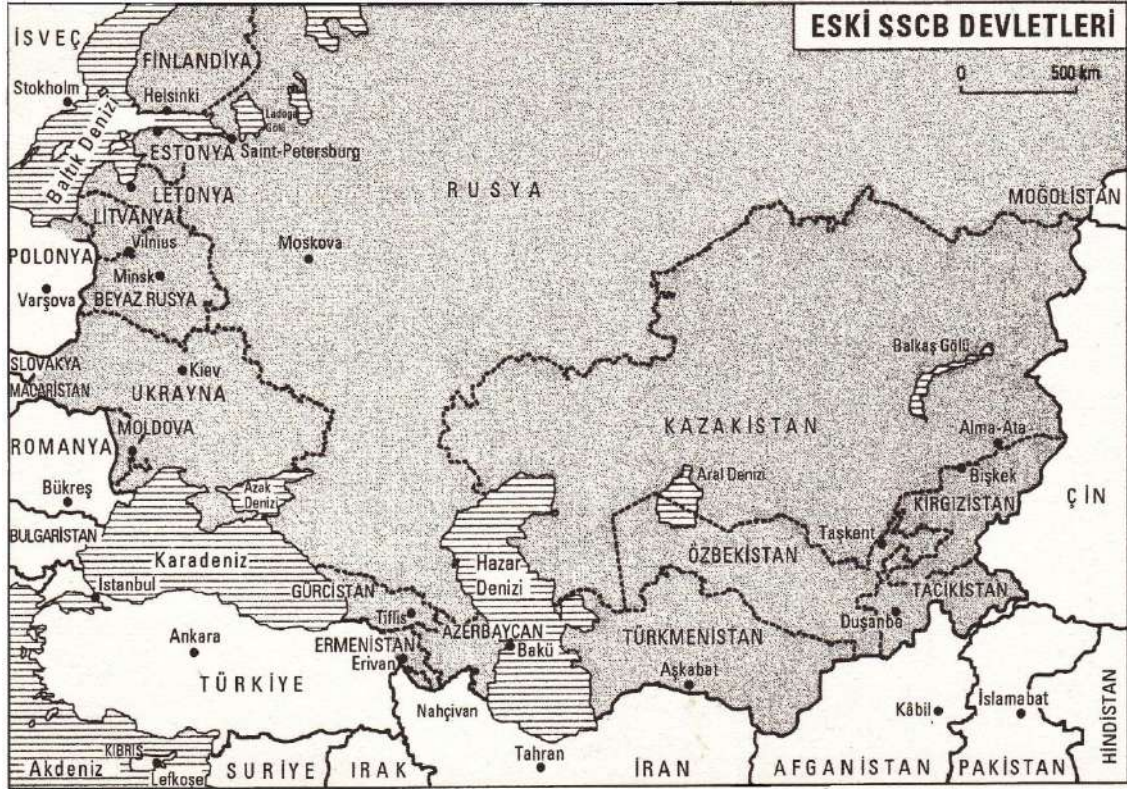 ESKİ SSCB DEVLETLERİ
0 500 km
İSVEÇ
FİNLANDİYA
Stokholm
Helsinki
Ladoga
Gölü
Baltık Denizi
ESTONYA
Saint-Petersburg
LETONYA
RUSYA
MOĞOLİSTAN
LİTVANYA
Vilnius
Moskova
POLONYA
Minsk
Varşova
BEYAZ RUSYA
Balkaş Gölü
SLOVAKYA
Kiev
MACARİSTAN
UKRAYNA
KAZAKİSTAN
Alma-Ata
MOLDOVA
ROMANYA
Aral Denizi
Bişkek
Bükreş
Azak
Denizi
KIRGIZİSTAN
ÇİN
BULGARİSTAN
Taşkent
Karadeniz
Hazar
Denizi
ÖZBEKİSTAN
İstanbul
GÜRCİSTAN
TACİKİSTAN
Tiflis
Duşanbe
AZERBAYCAN
TÜRKMENİSTAN
Ankara
ERMENİSTAN
Erivan
Bakü
Aşkabat
TÜRKİYE
Nahçivan
Kâbil
İslamabat
HİNDİSTAN
KIBRIS
Tahran
Akdeniz
Lefkoşe
SURİYE
IRAK
İRAN
AFGANİSTAN
PAKİSTAN